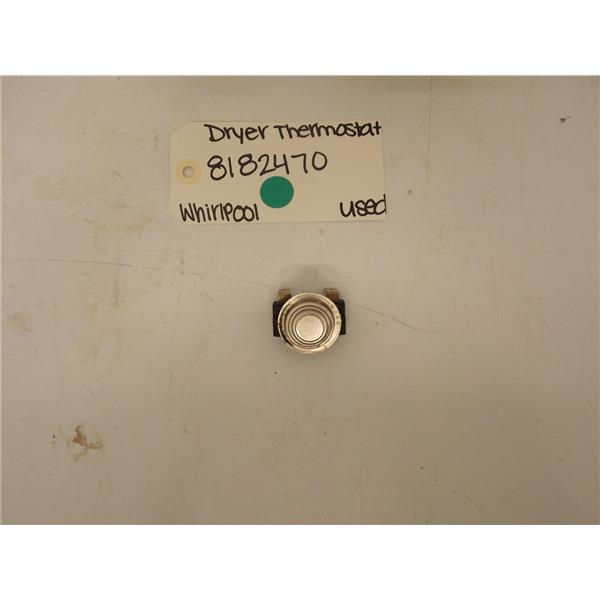 Dryer Thermostat
8182470
Whirlpool used